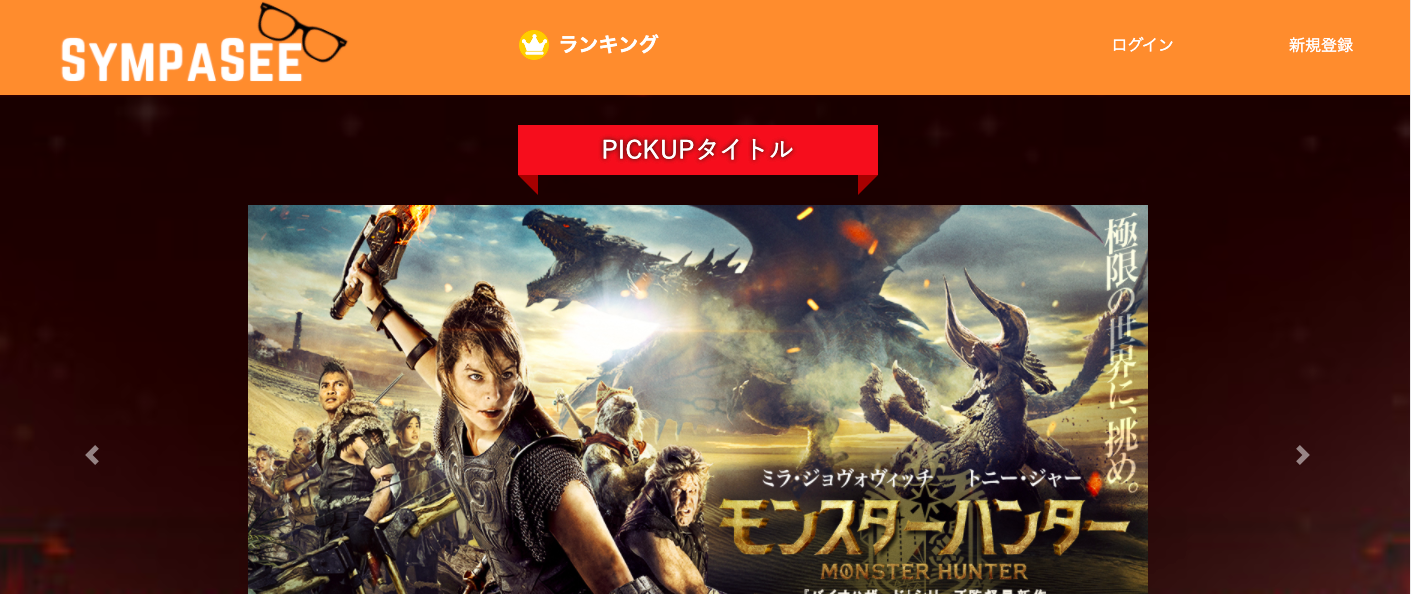 SYMPASEE
ランキング
ログイン
新規登録
PICKUPタイトル
極限の世界に、挑め。
ミラ・ジョヴォヴィッチ トニー・ジャー
モンスターハンター
MONSTER HUNTER